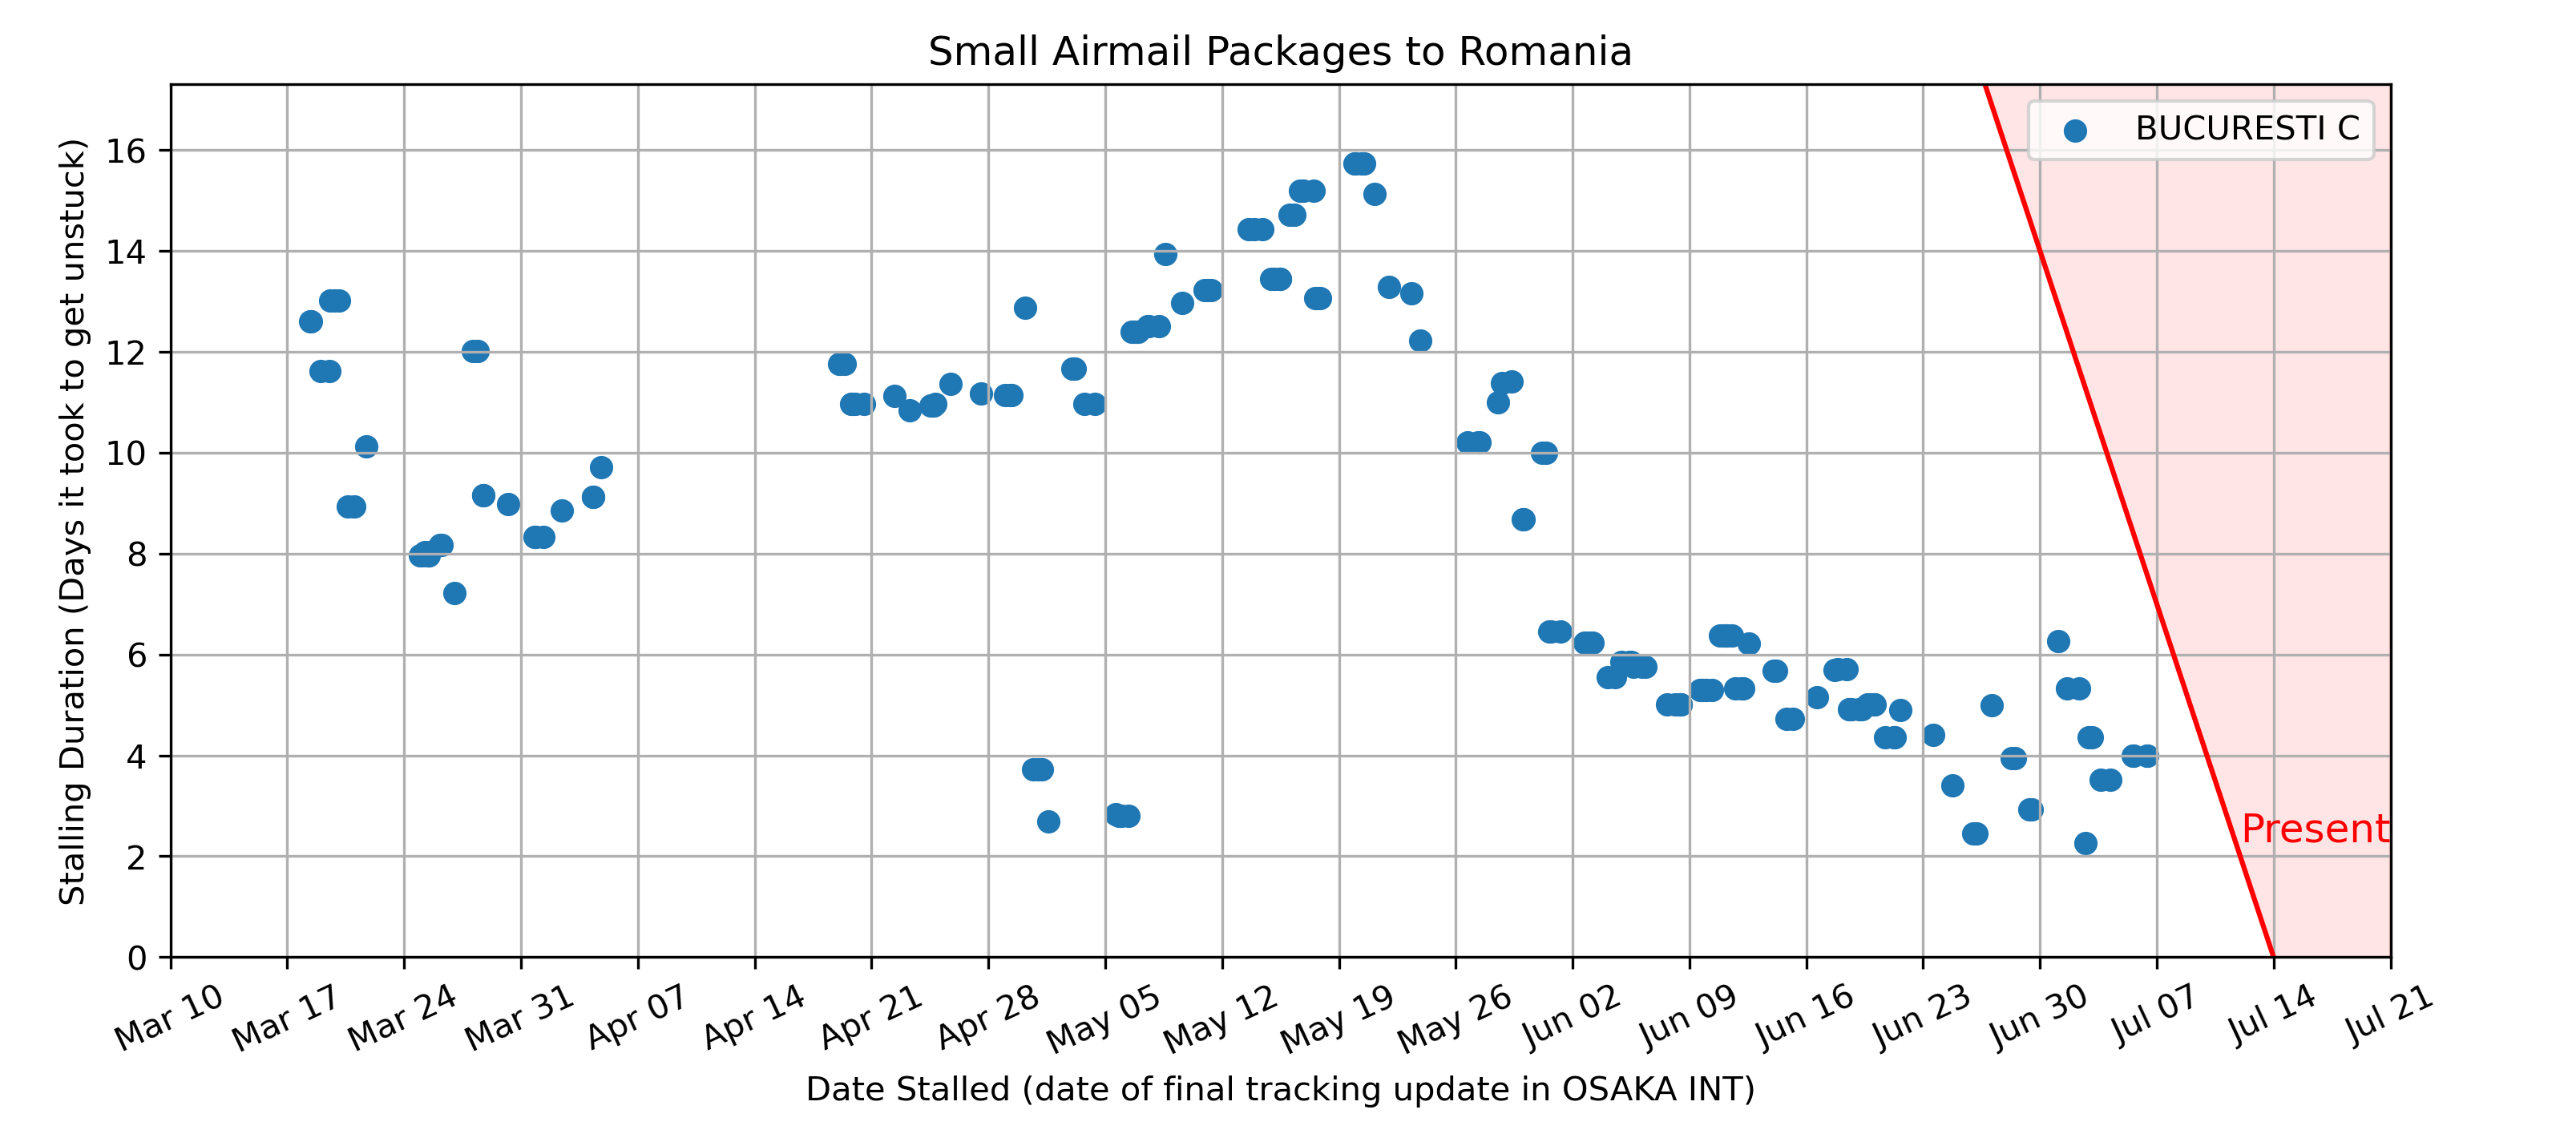 Small Airmail Packages to Romania
BUCURESTI C
Stalling Duration (Days it took to get unstuck)
16
14
12
10
8
6
4
2
0
Present
Mar 10
Mar 17
Mar 24
Mar 31
Apr 07
Apr 14
Apr 21
Apr 28
May 05
May 12
May 19
May 26
Jun 02
Jun 09
Jun 16
Jun 23
Jun 30
Jul 07
Jul 14
Jul 21
Date Stalled (date of final tracking update in OSAKA INT)